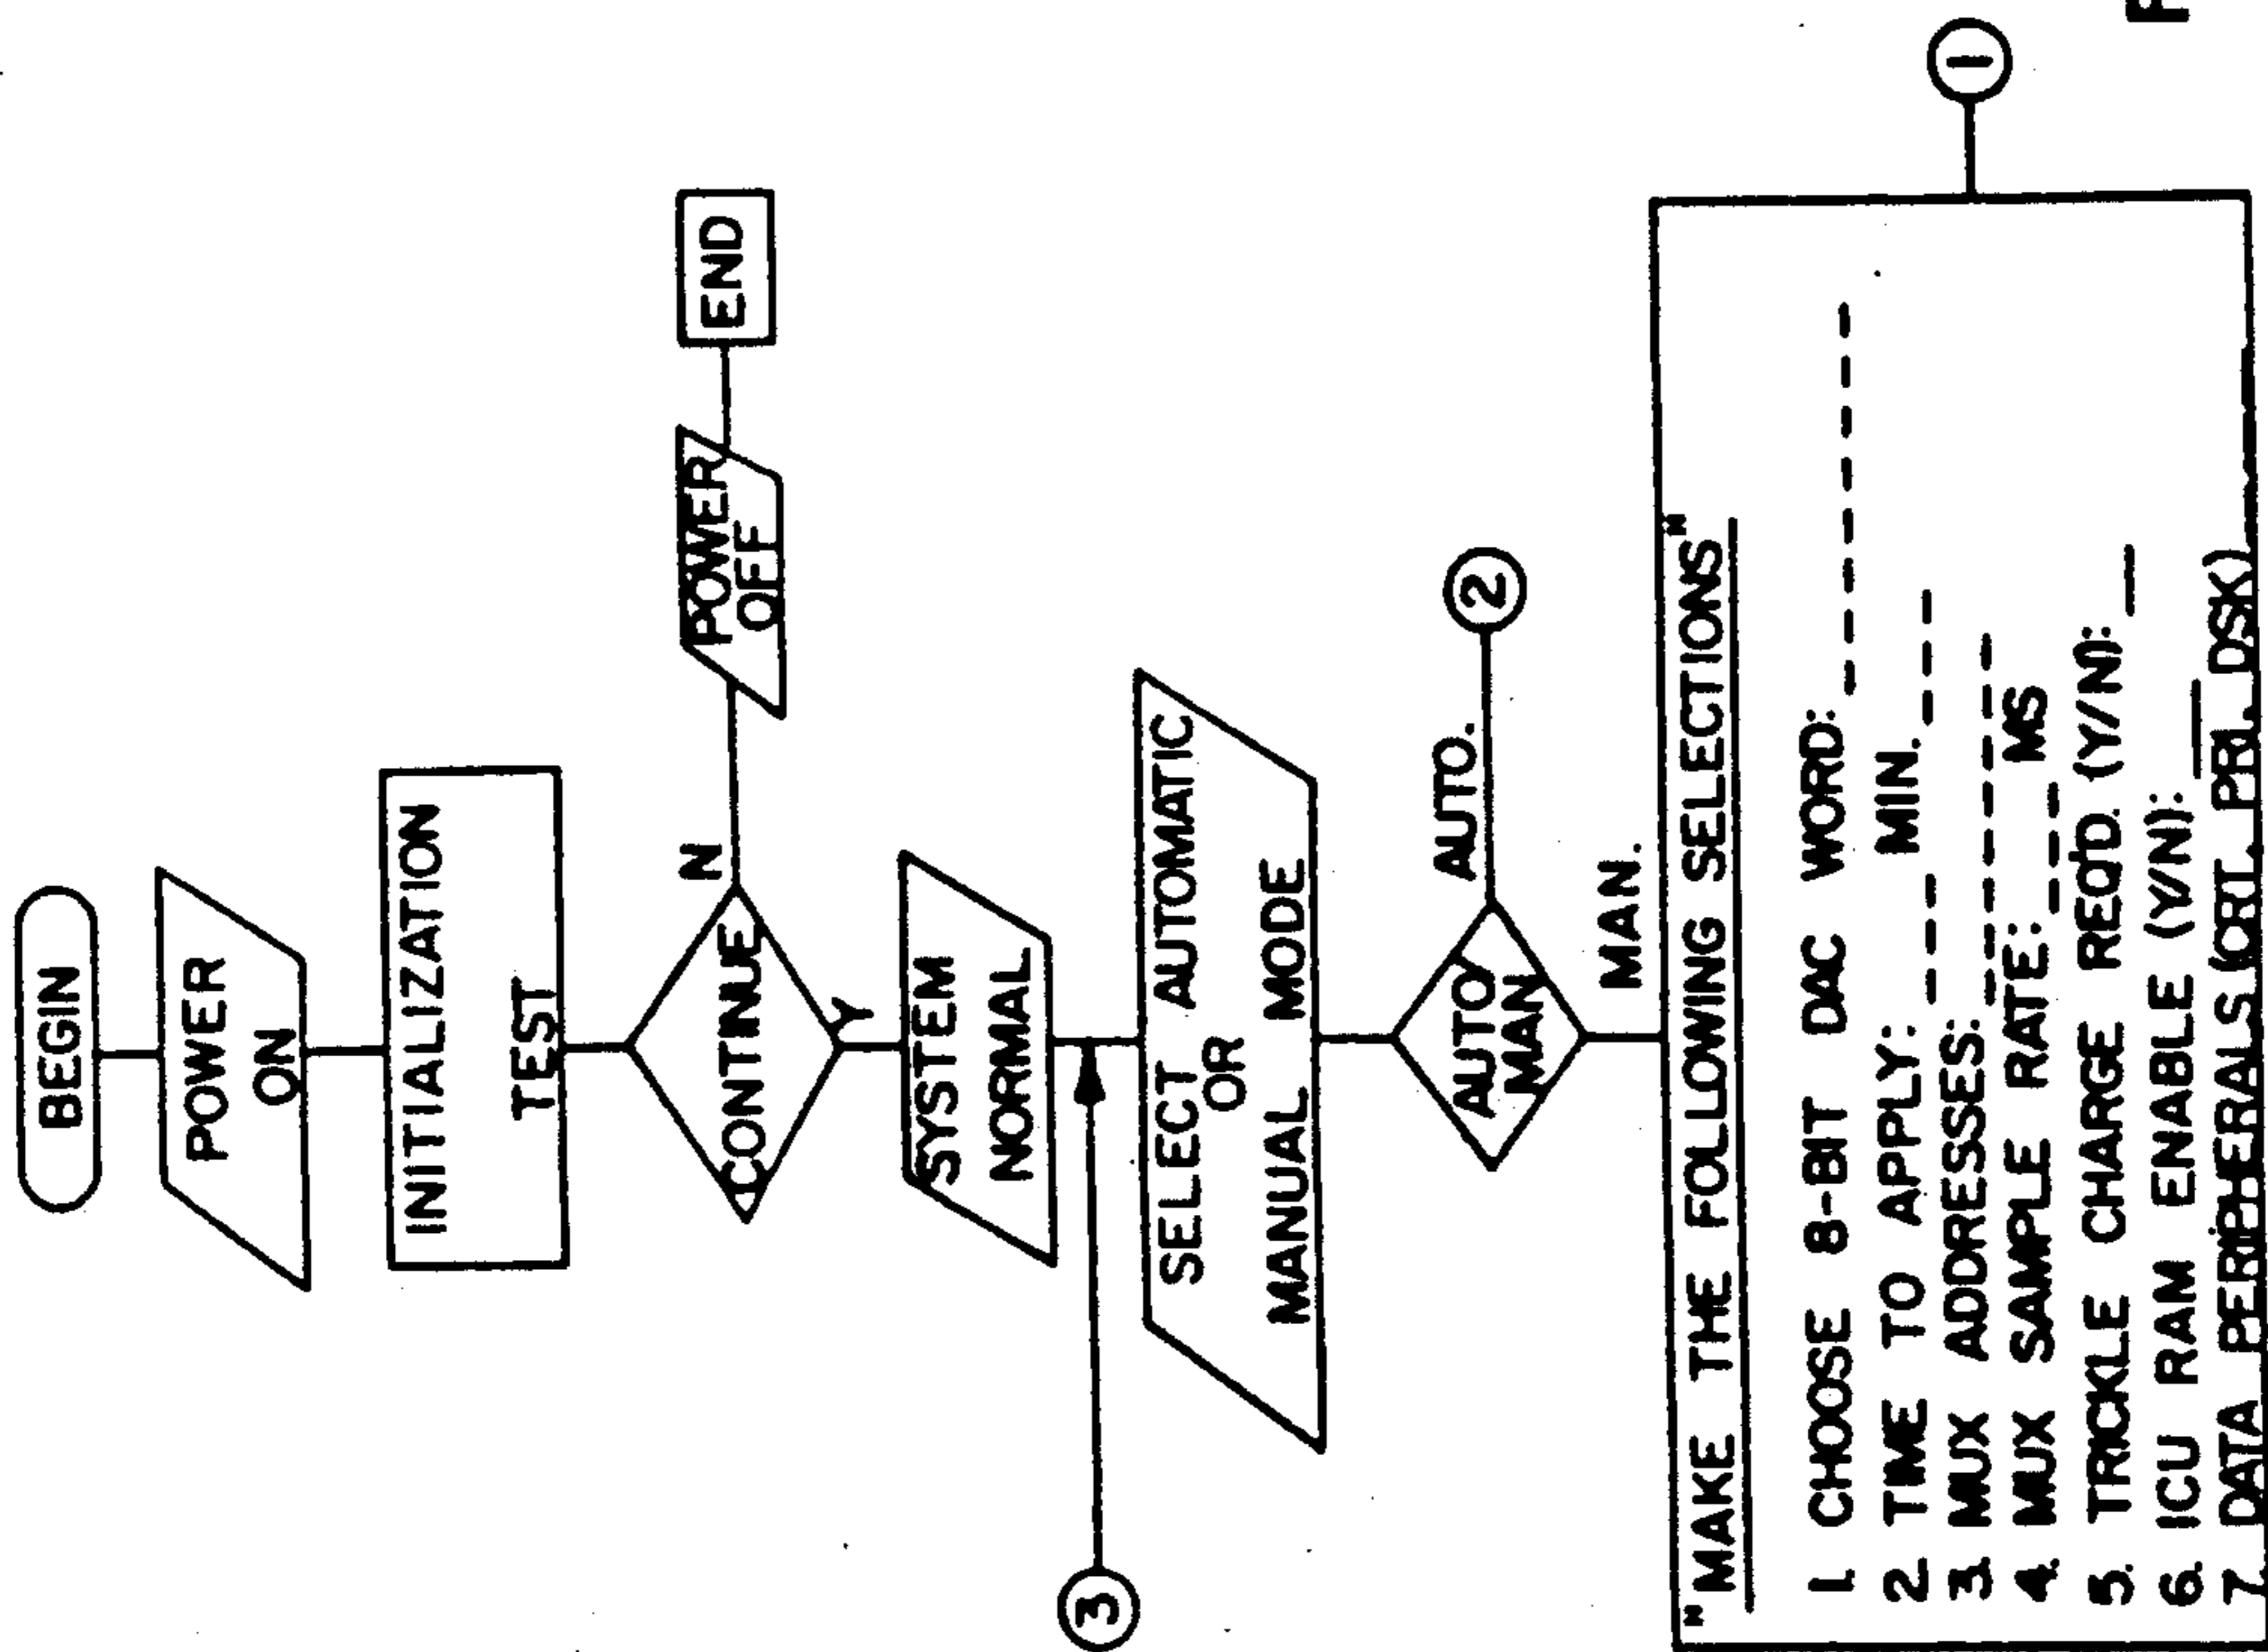 BEGIN
POWER
ON
INITIALIZATION
TEST
CONTINUE
N
POWER
OFF
END
Y
SYSTEM
NORMAL
3
SELECT AUTOMATIC
OR
MANUAL MODE
AUTO
MAN
AUTO.
2
MAN.
"MAKE THE FOLLOWING SELECTIONS"
1. CHOOSE 8-BIT DAC WORD: _ _ _ _ _ _ _ _
2. TIME TO APPLY: _ _ _ MIN. _ _ _
3. MUX ADDRESSES: _ _ _ _ _ _ _ _
4. MUX SAMPLE RATE: _ _ _ MS
5. TRICKLE CHARGE REQ'D. (Y/N): _
6. ICU RAM ENABLE (Y/N): _
7. DATA PERIPHERALS (CRT, PRI., DSK)
1